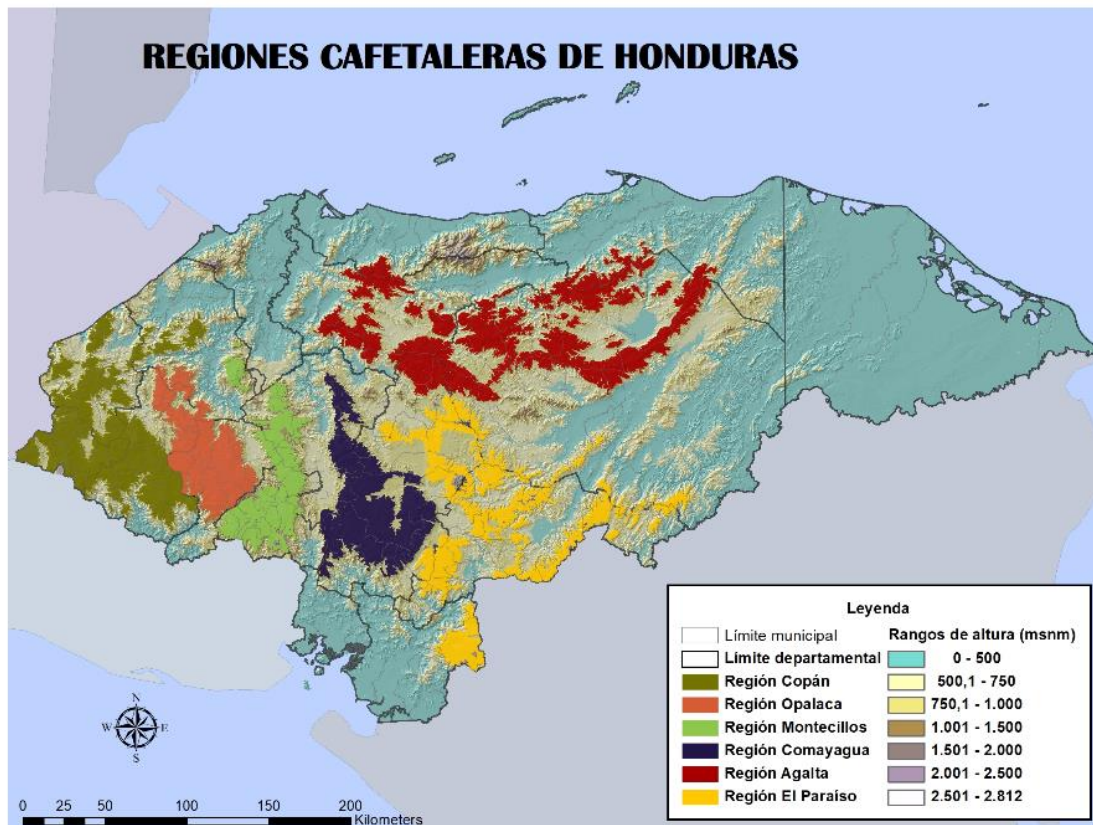 REGIONES CAFETALERAS DE HONDURAS
Leyenda
Límite municipal
Límite departamental
Región Copán
Región Opalaca
Región Montecillos
Región Comayagua
Región Agalta
Región El Paraíso
Rangos de altura (msnm)
0 - 500
500,1 - 750
750,1 - 1.000
1.001 - 1.500
1.501 - 2.000
2.001 - 2.500
2.501 - 2.812
N
W E
S
0 25 50 100 150 200
Kilometers